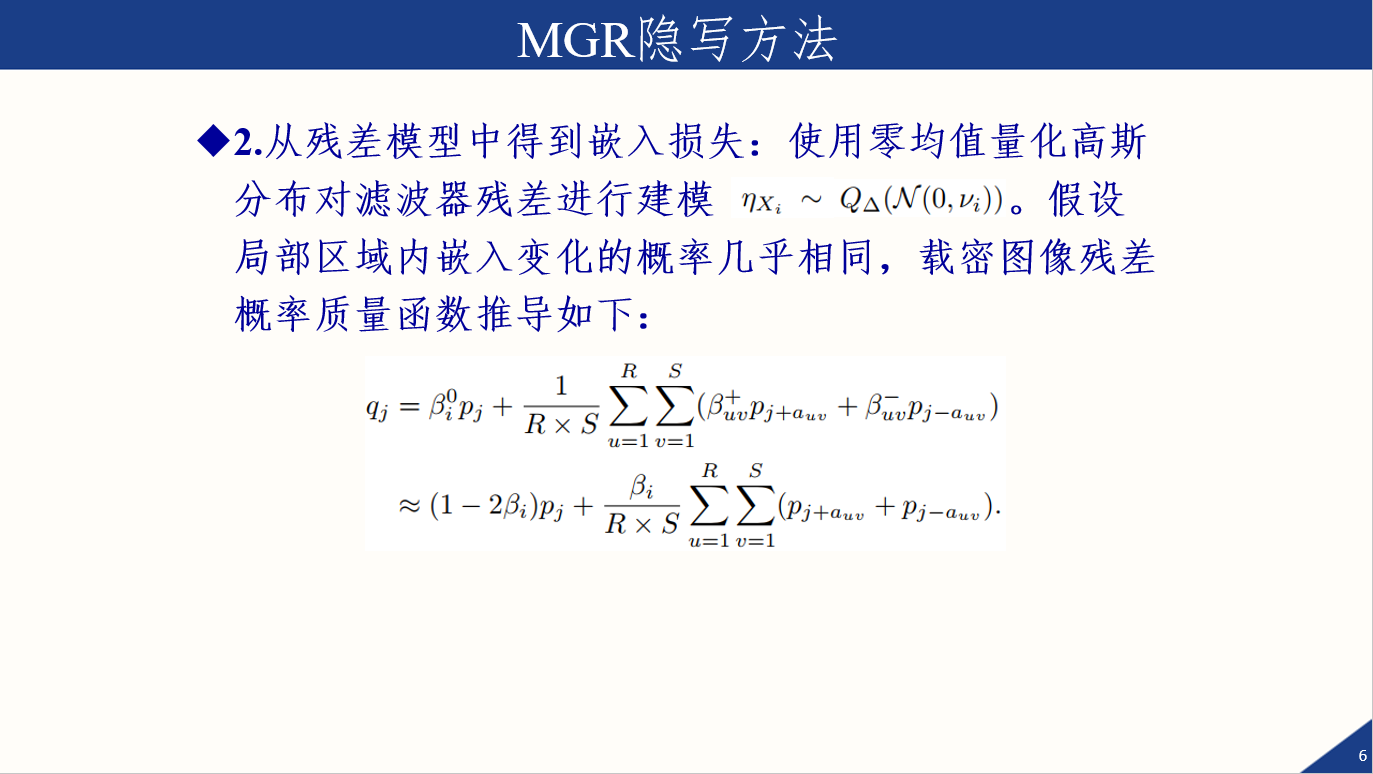 MGR隐写方法
◆2.从残差模型中得到嵌入损失：使用零均值量化高斯
分布对滤波器残差进行建模 $\eta_{X_i} \sim Q_\Delta(\mathcal{N}(0,\nu_i))$。假设
局部区域内嵌入变化的概率几乎相同，载密图像残差
概率质量函数推导如下：
$q_j = \beta_i^0 p_j + \frac{1}{R \times S} \sum_{u=1}^{R} \sum_{v=1}^{S} (\beta_{uv}^+ p_{j+a_{uv}} + \beta_{uv}^- p_{j-a_{uv}})$
$\approx (1 - 2\beta_i)p_j + \frac{\beta_i}{R \times S} \sum_{u=1}^{R} \sum_{v=1}^{S} (p_{j+a_{uv}} + p_{j-a_{uv}}).$
6